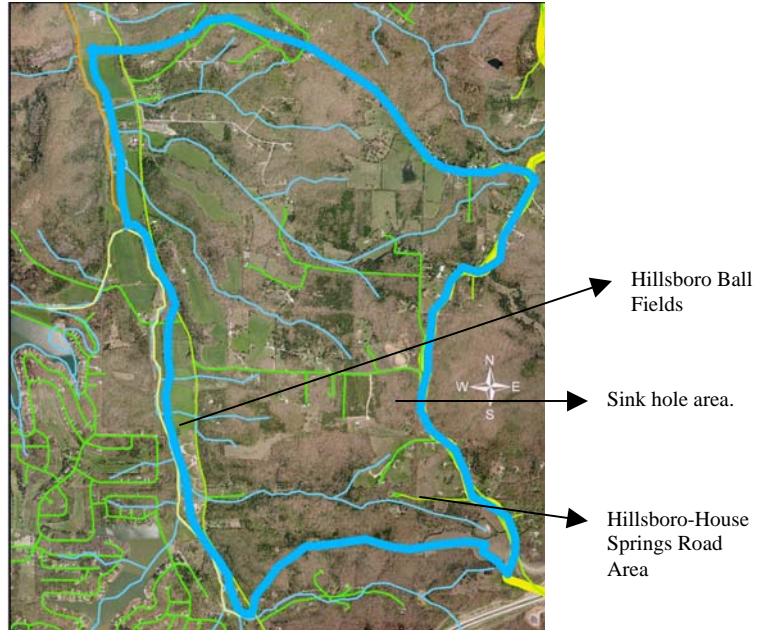 Hillsboro Ball
Fields
N
W E
S
Sink hole area.
Hillsboro-House
Springs Road
Area